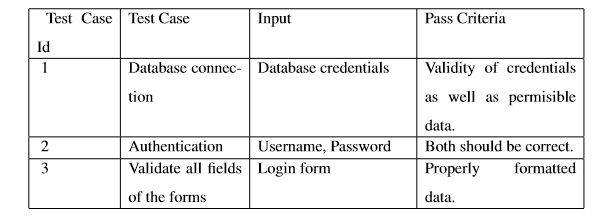 Test Case Id Test Case Input Pass Criteria
1 Database connec- Database credentials Validity of credentials
tion as well as permisible
data.
2 Authentication Username, Password Both should be correct.
3 Validate all fields Login form Properly formatted
of the forms data.